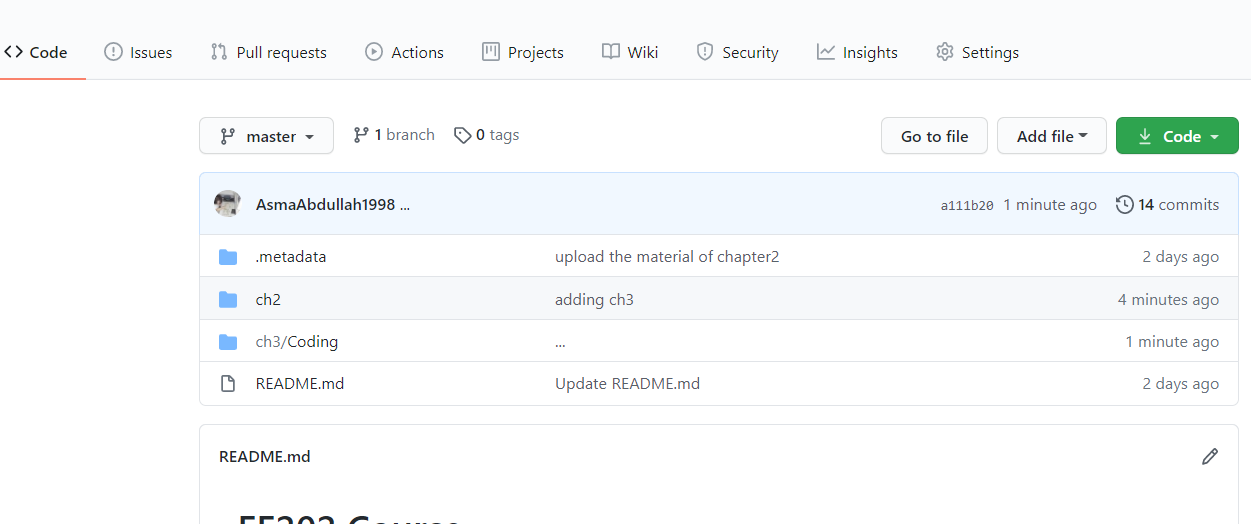 Code Issues Pull requests Actions Projects Wiki Security Insights Settings
master 1 branch 0 tags Go to file Add file Code
AsmaAbdullah1998 ... a111b20 1 minute ago 14 commits
.metadata upload the material of chapter2 2 days ago
ch2 adding ch3 4 minutes ago
ch3/Coding ... 1 minute ago
README.md Update README.md 2 days ago
README.md